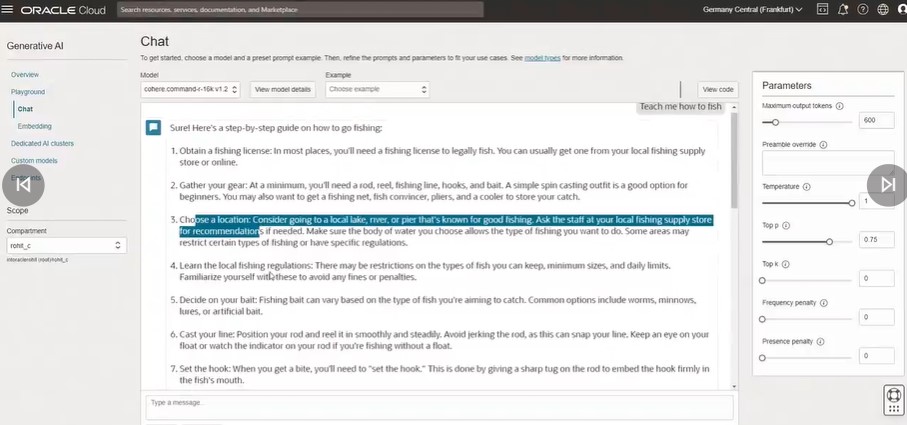 ORACLE Cloud
Search resources, services, documentation, and Marketplace
Germany Central (Frankfurt)
Generative AI
Overview
Playground
Chat
Embedding
Dedicated AI clusters
Custom models
Endpoints
Scope
Compartment
rohit_c
Chat
To get started, choose a model and a preset prompt example. Then, refine the prompts and parameters to fit your use cases. See model types for more information.
Model
cohere.command-r-16k v1.2
View model details
Example
Choose example
View code
Teach me how to fish
Sure! Here's a step-by-step guide on how to go fishing:
1. Obtain a fishing license: In most places, you'll need a fishing license to legally fish. You can usually get one from your local fishing supply
store or online.
2. Gather your gear: At a minimum, you'll need a rod, reel, fishing line, hooks, and bait. A simple spin casting outfit is a good option for
beginners. You may also want to get a fishing net, fish convincer, pliers, and a cooler to store your catch.
3. Choose a location: Consider going to a local lake, river, or pier that's known for good fishing. Ask the staff at your local fishing supply store
for recommendations if needed. Make sure the body of water you choose allows the type of fishing you want to do. Some areas may
restrict certain types of fishing or have specific regulations.
4. Learn the local fishing regulations: There may be restrictions on the types of fish you can keep, minimum sizes, and daily limits.
Familiarize yourself with these to avoid any fines or penalties.
5. Decide on your bait: Fishing bait can vary based on the type of fish you're aiming to catch. Common options include worms, minnows,
lures, or artificial bait.
6. Cast your line: Position your rod and reel it in smoothly and steadily. Avoid jerking the rod, as this can snap your line. Keep an eye on your
float or watch the indicator on your rod if you're fishing without a float.
7. Set the hook: When you get a bite, you'll need to "set the hook." This is done by giving a sharp tug on the rod to embed the hook firmly in
the fish's mouth.
Type a message...
Parameters
Maximum output tokens
600
Preamble override
Temperature
1
Top p
0.75
Top k
0
Frequency penalty
0
Presence penalty
0